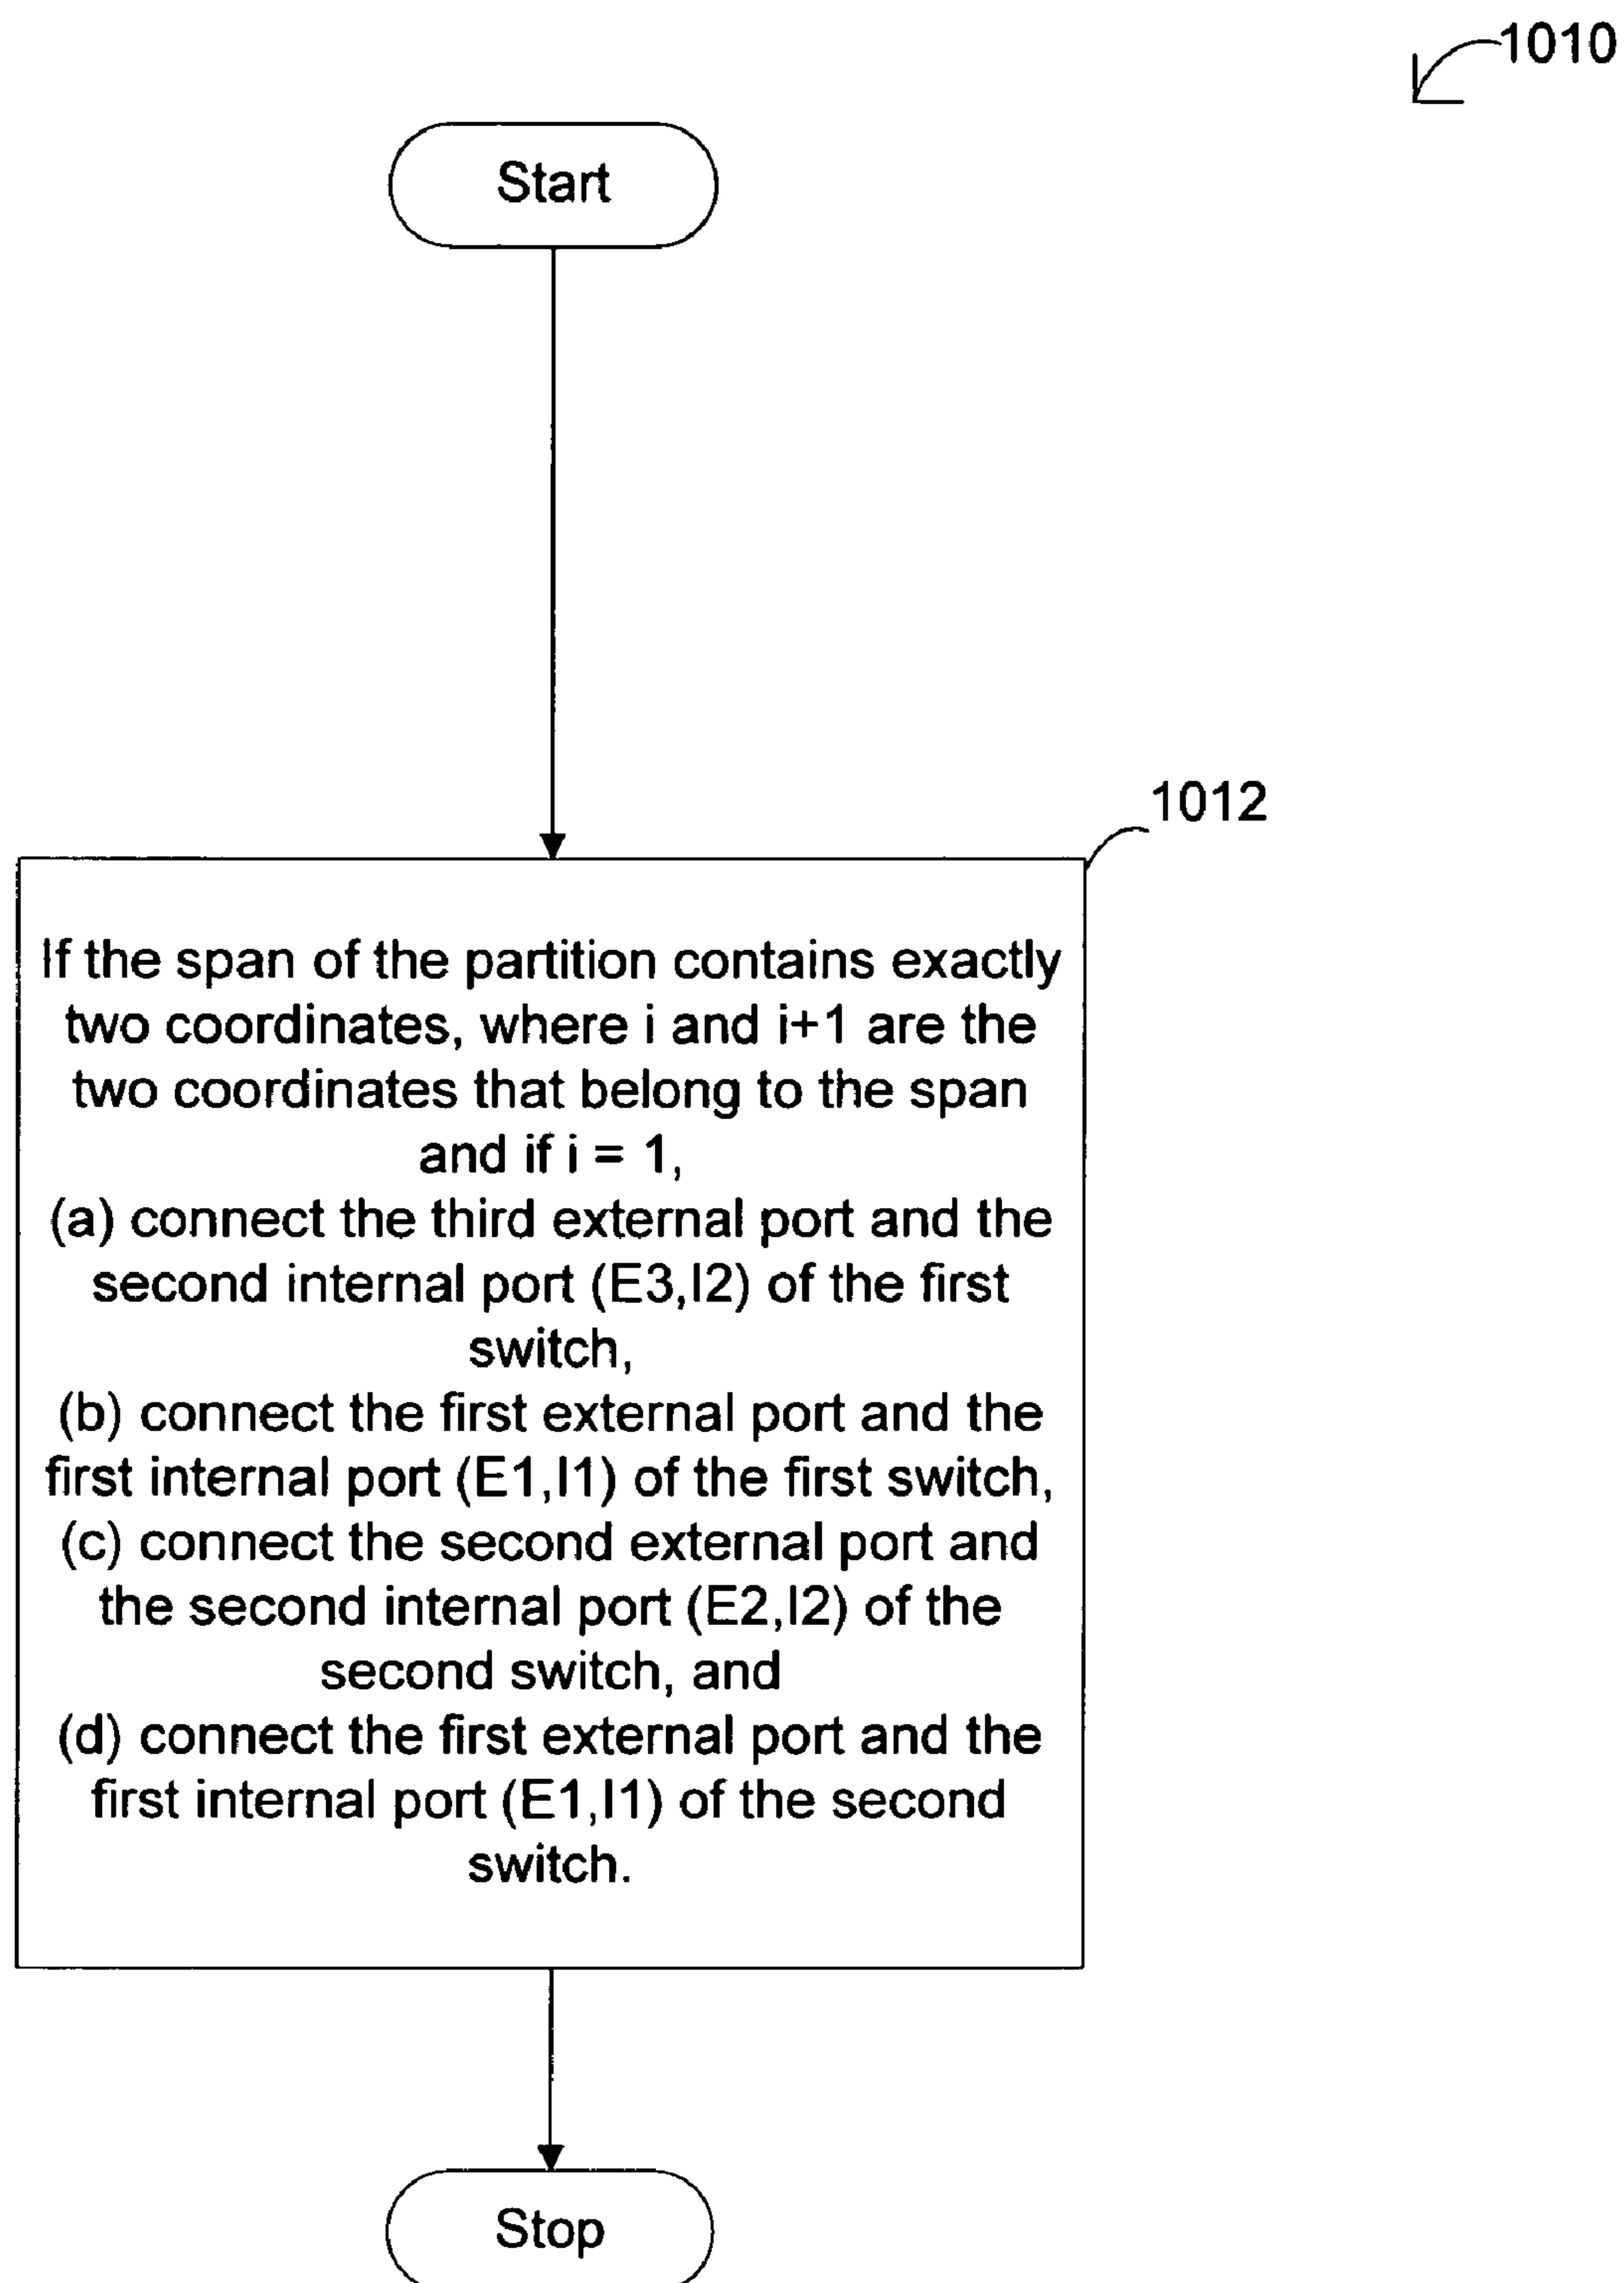 1010
Start
1012
If the span of the partition contains exactly
two coordinates, where i and i+1 are the
two coordinates that belong to the span
and if i = 1,
(a) connect the third external port and the
second internal port (E3,I2) of the first
switch,
(b) connect the first external port and the
first internal port (E1,I1) of the first switch,
(c) connect the second external port and
the second internal port (E2,I2) of the
second switch, and
(d) connect the first external port and the
first internal port (E1,I1) of the second
switch.
Stop